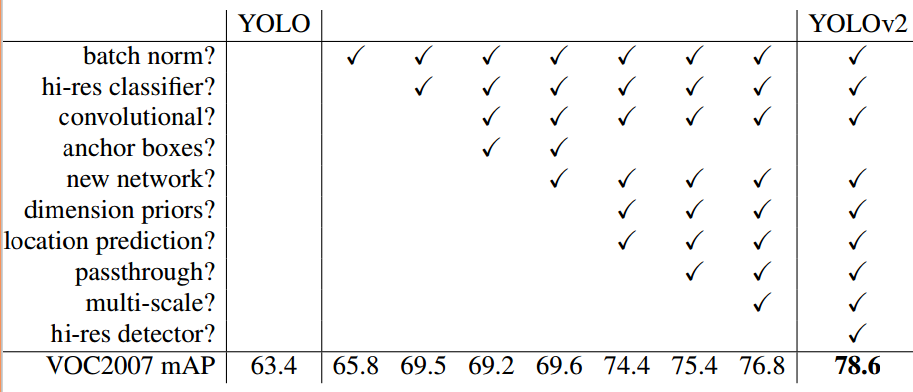 YOLO YOLOv2
batch norm? ✓ ✓ ✓ ✓ ✓ ✓ ✓ ✓
hi-res classifier? ✓ ✓ ✓ ✓ ✓ ✓ ✓
convolutional? ✓ ✓ ✓ ✓ ✓ ✓
anchor boxes? ✓ ✓
new network? ✓ ✓ ✓ ✓ ✓
dimension priors? ✓ ✓ ✓ ✓
location prediction? ✓ ✓ ✓ ✓
passthrough? ✓ ✓ ✓
multi-scale? ✓ ✓
hi-res detector? ✓
VOC2007 mAP 63.4 65.8 69.5 69.2 69.6 74.4 75.4 76.8 78.6